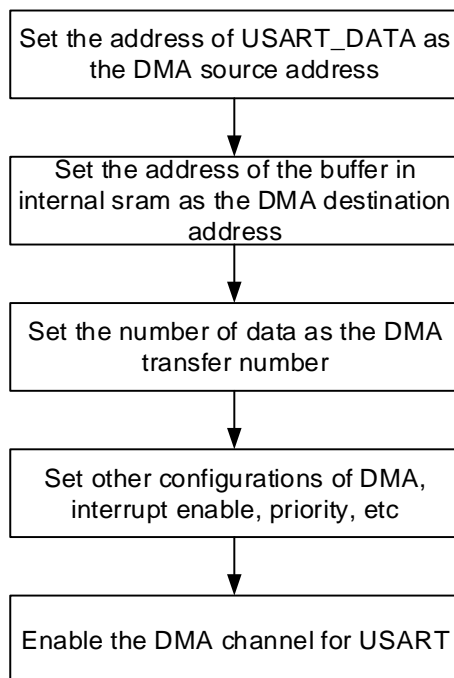 Set the address of USART_DATA as
the DMA source address
Set the address of the buffer in
internal sram as the DMA destination
address
Set the number of data as the DMA
transfer number
Set other configurations of DMA,
interrupt enable, priority, etc
Enable the DMA channel for USART